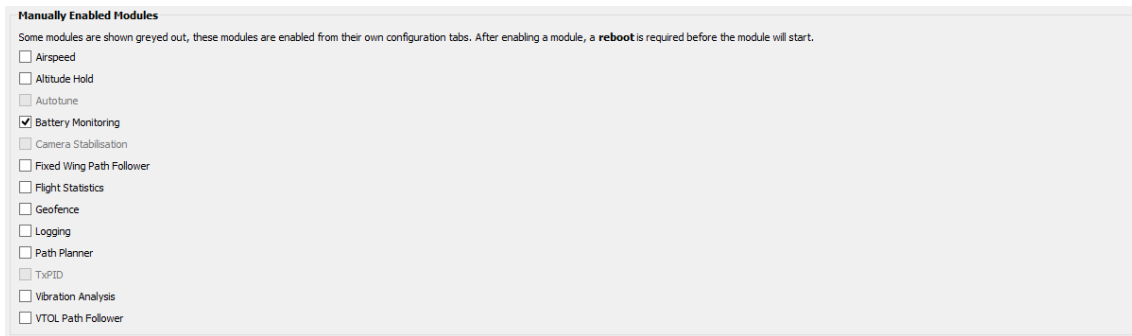 Manually Enabled Modules
Some modules are shown greyed out, these modules are enabled from their own configuration tabs. After enabling a module, a reboot is required before the module will start.
Airspeed
Altitude Hold
Autotune
Battery Monitoring
Camera Stabilisation
Fixed Wing Path Follower
Flight Statistics
Geofence
Logging
Path Planner
TxPID
Vibration Analysis
VTOL Path Follower